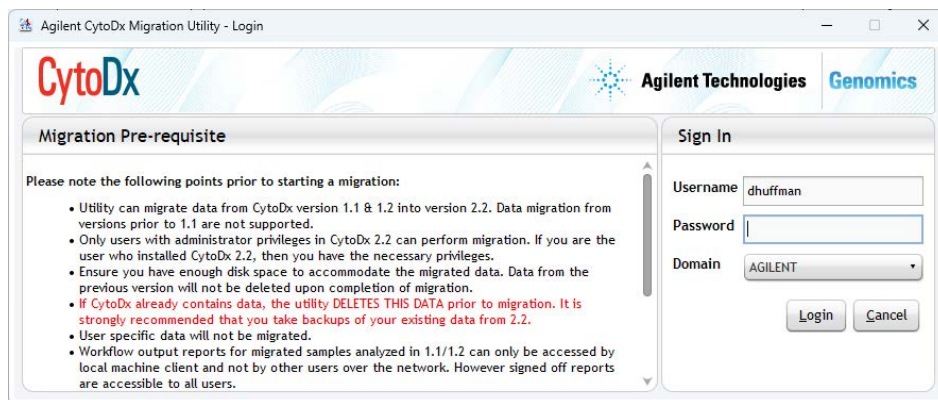 Agilent CytoDx Migration Utility - Login
CytoDx
Agilent Technologies
Genomics
Migration Pre-requisite
Please note the following points prior to starting a migration:
• Utility can migrate data from CytoDx version 1.1 & 1.2 into version 2.2. Data migration from
versions prior to 1.1 are not supported.
• Only users with administrator privileges in CytoDx 2.2 can perform migration. If you are the
user who installed CytoDx 2.2, then you have the necessary privileges.
• Ensure you have enough disk space to accommodate the migrated data. Data from the
previous version will not be deleted upon completion of migration.
• If CytoDx already contains data, the utility DELETES THIS DATA prior to migration. It is
strongly recommended that you take backups of your existing data from 2.2.
• User specific data will not be migrated.
• Workflow output reports for migrated samples analyzed in 1.1/1.2 can only be accessed by
local machine client and not by other users over the network. However signed off reports
are accessible to all users.
Sign In
Username dhuffman
Password
Domain AGILENT
Login Cancel